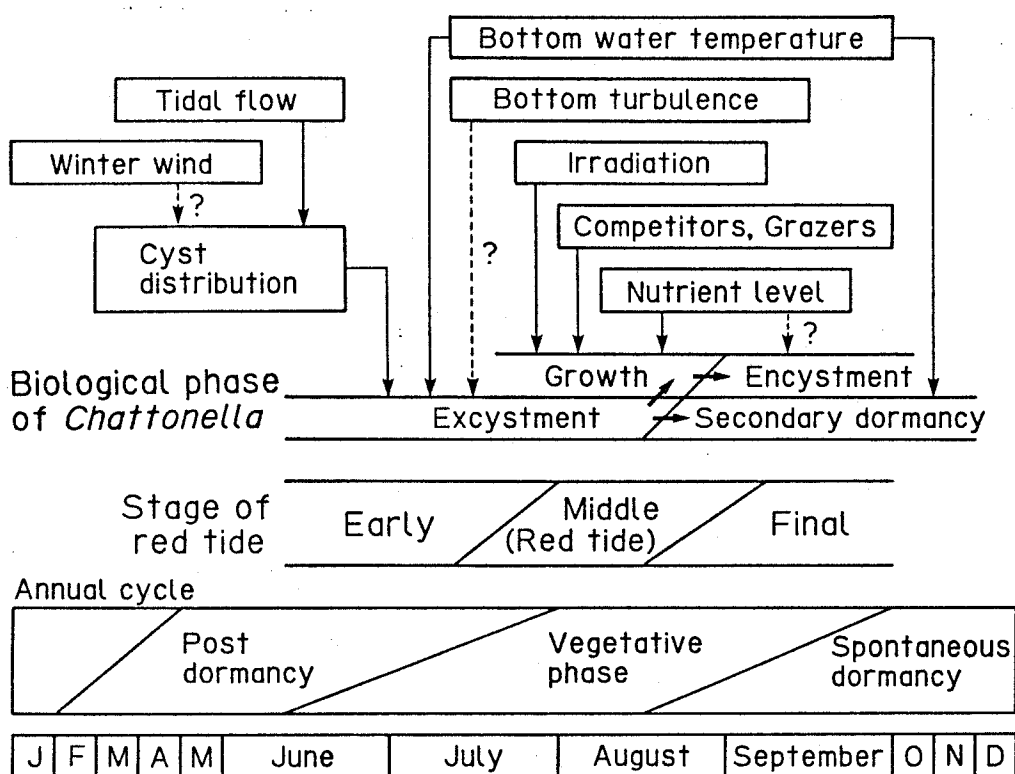 Bottom water temperature
Tidal flow
Bottom turbulence
Winter wind
Irradiation
?
Competitors, Grazers
Cyst
distribution
?
Nutrient level
?
Biological phase
of Chattonella
Growth
Encystment
Excystment
Secondary dormancy
Stage of
red tide
Early
Middle
(Red tide)
Final
Annual cycle
Post
dormancy
Vegetative
phase
Spontaneous
dormancy
J F M A M June July August September O N D